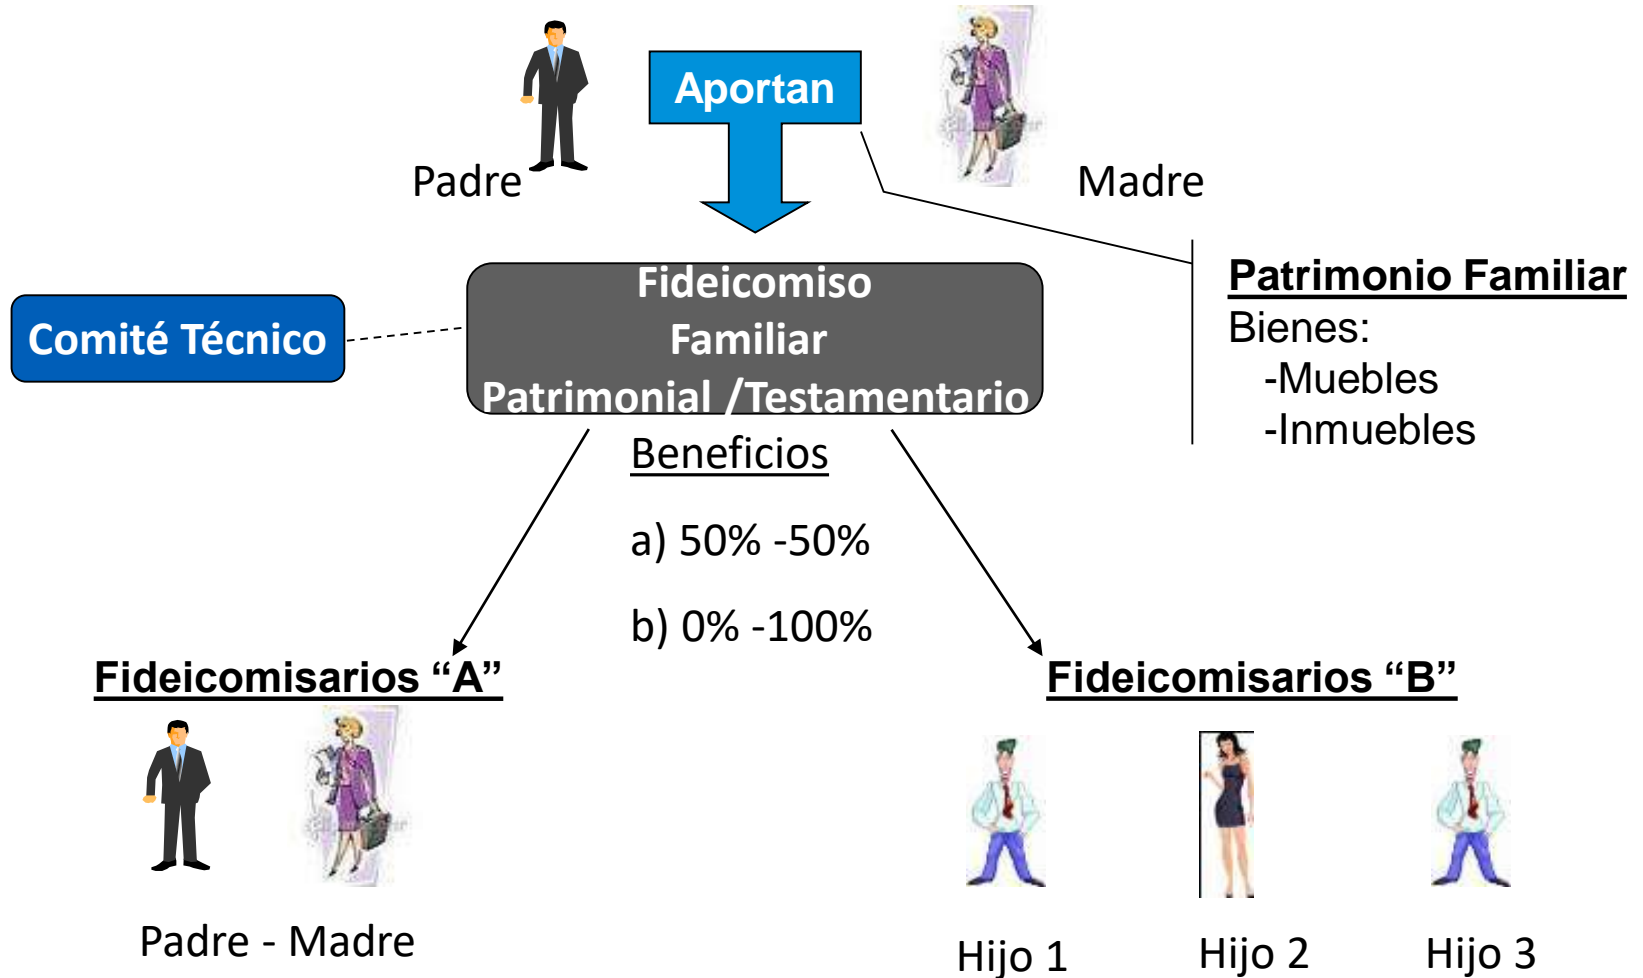 Aportan
Padre
Madre
Patrimonio Familiar
Bienes:
-Muebles
-Inmuebles
Comité Técnico
Fideicomiso
Familiar
Patrimonial /Testamentario
Beneficios
a) 50% -50%
b) 0% -100%
Fideicomisarios “A”
Fideicomisarios “B”
Padre - Madre
Hijo 1
Hijo 2
Hijo 3